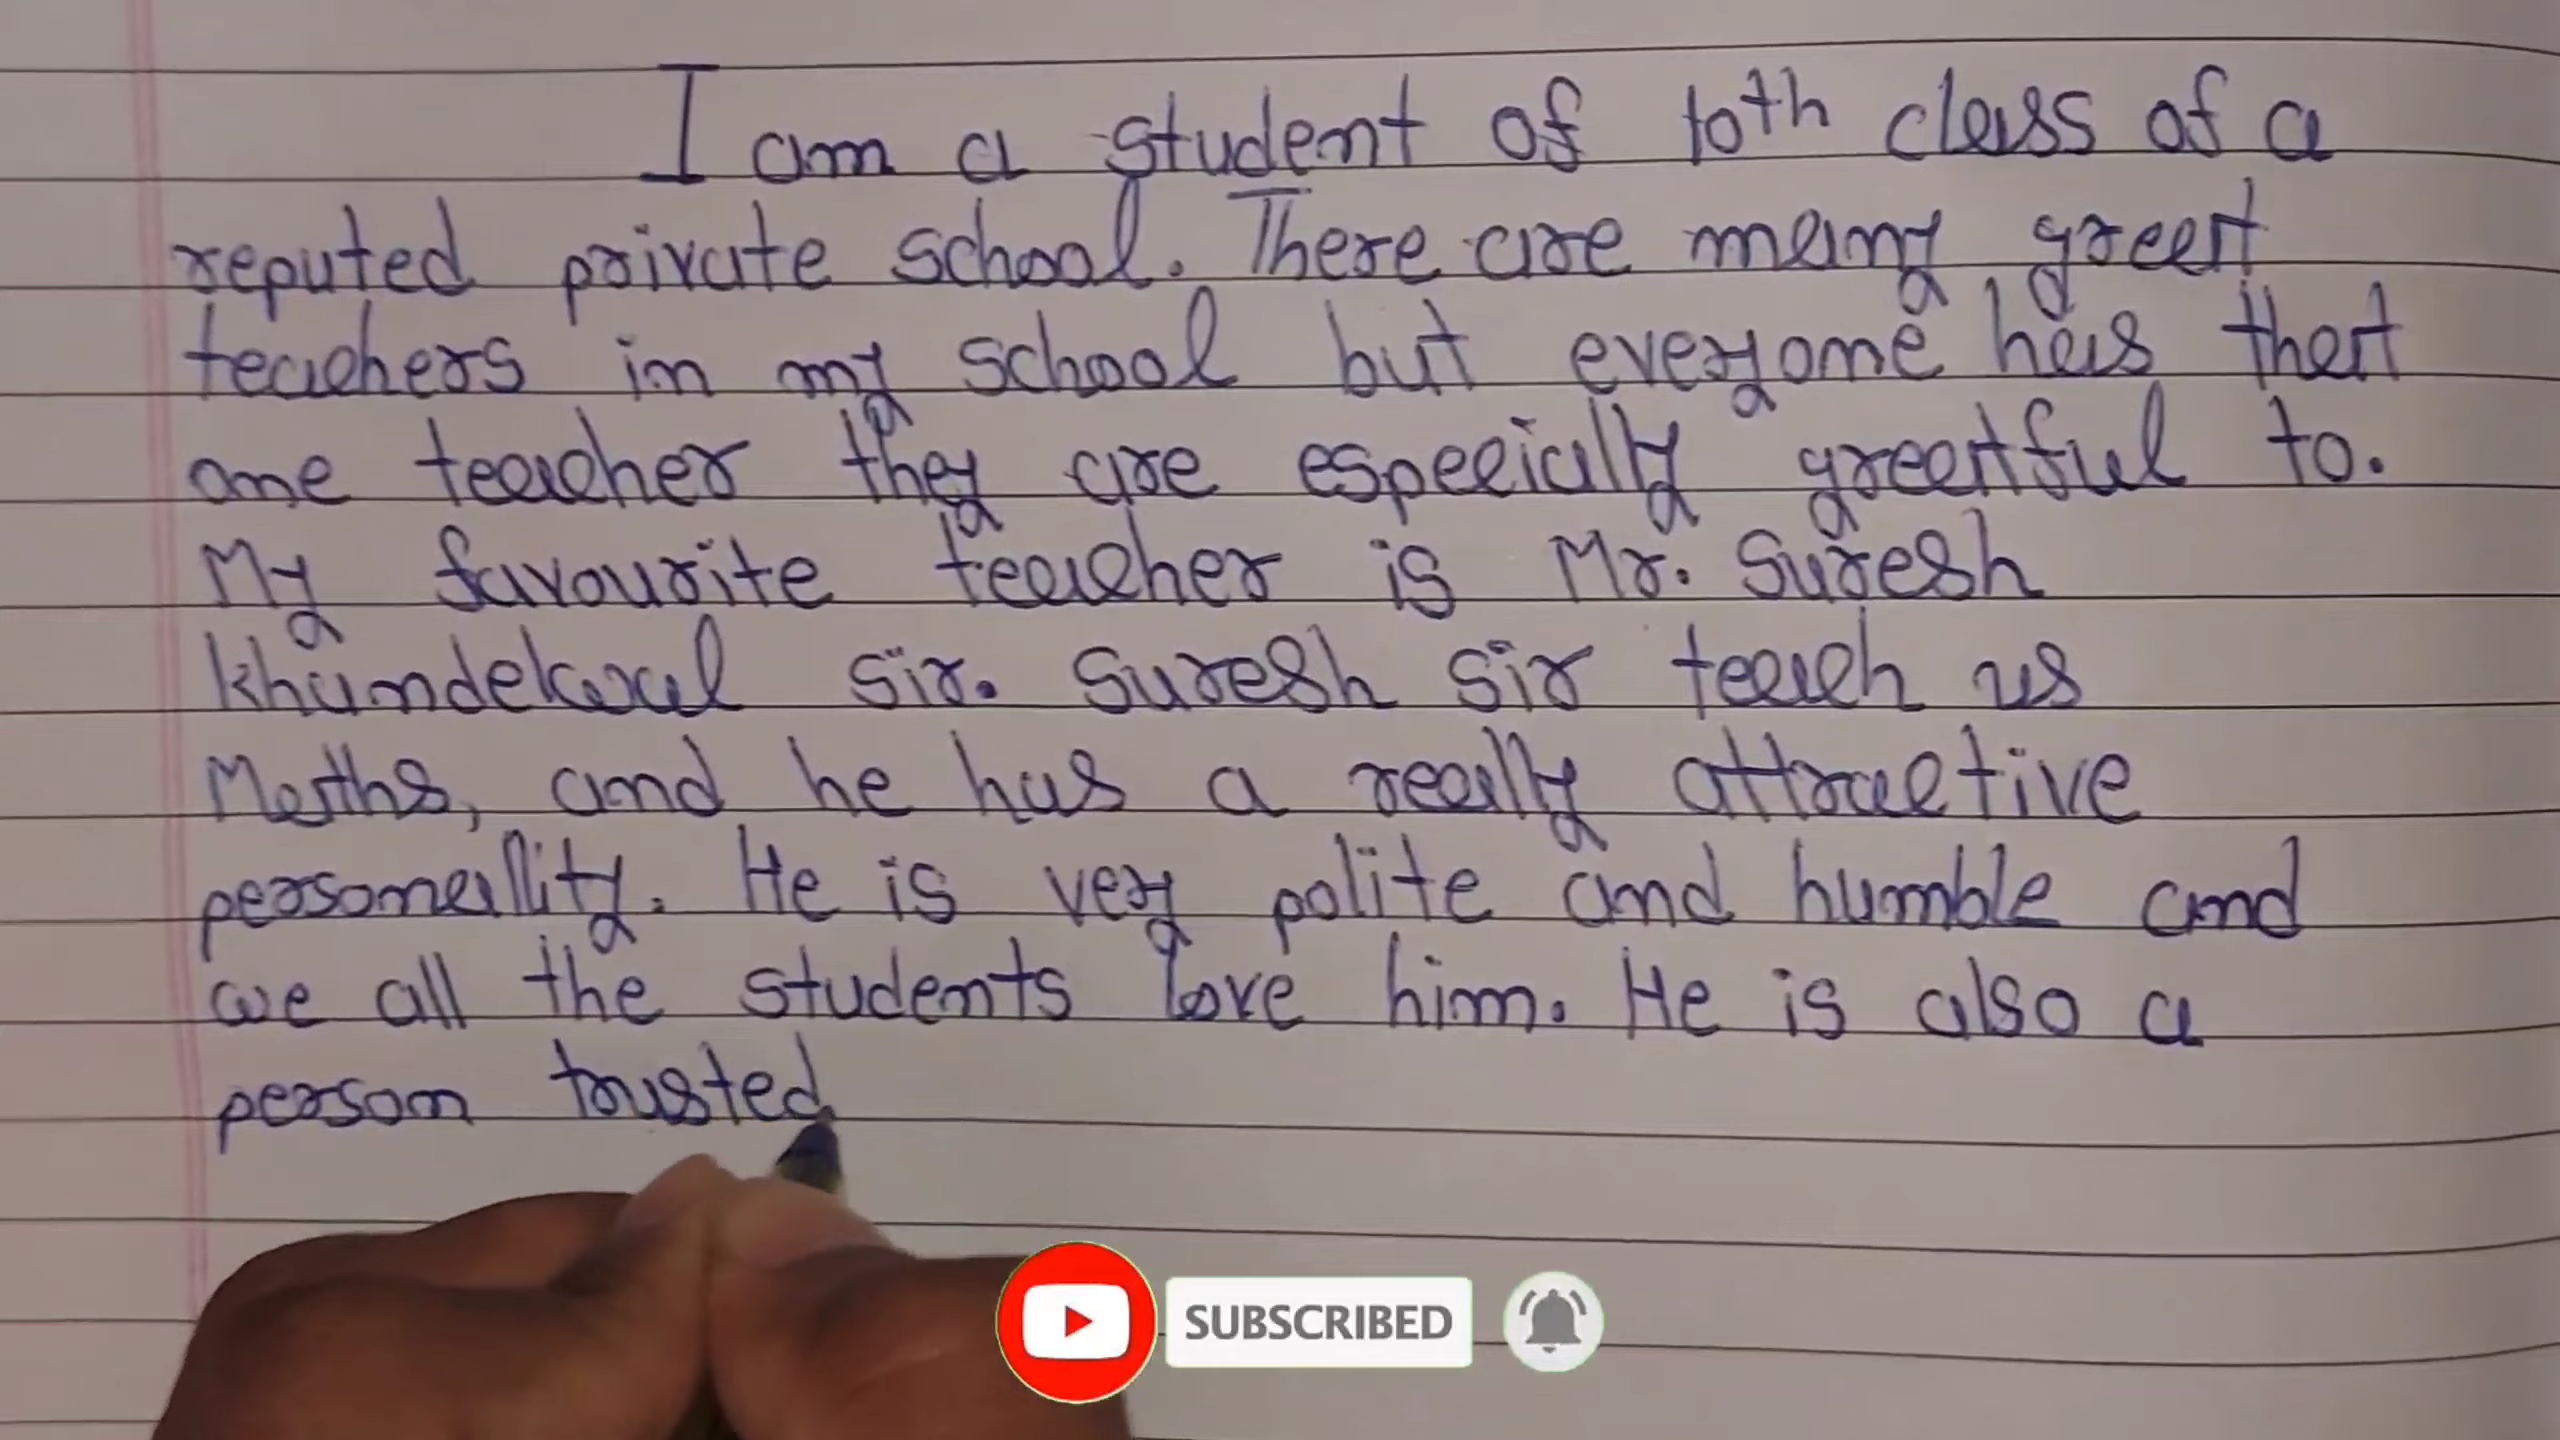 I am a student of 10th class of a
reputed private school. There are many great
teachers in my school but everyone has that
one teacher they are especially greatful to.
My favourite teacher is Mr. Suresh
khandelwal sir. Suresh sir teach us
Maths, and he has a really attractive
personallity. He is very polite and humble and
we all the students love him. He is also a
person trusted
SUBSCRIBED